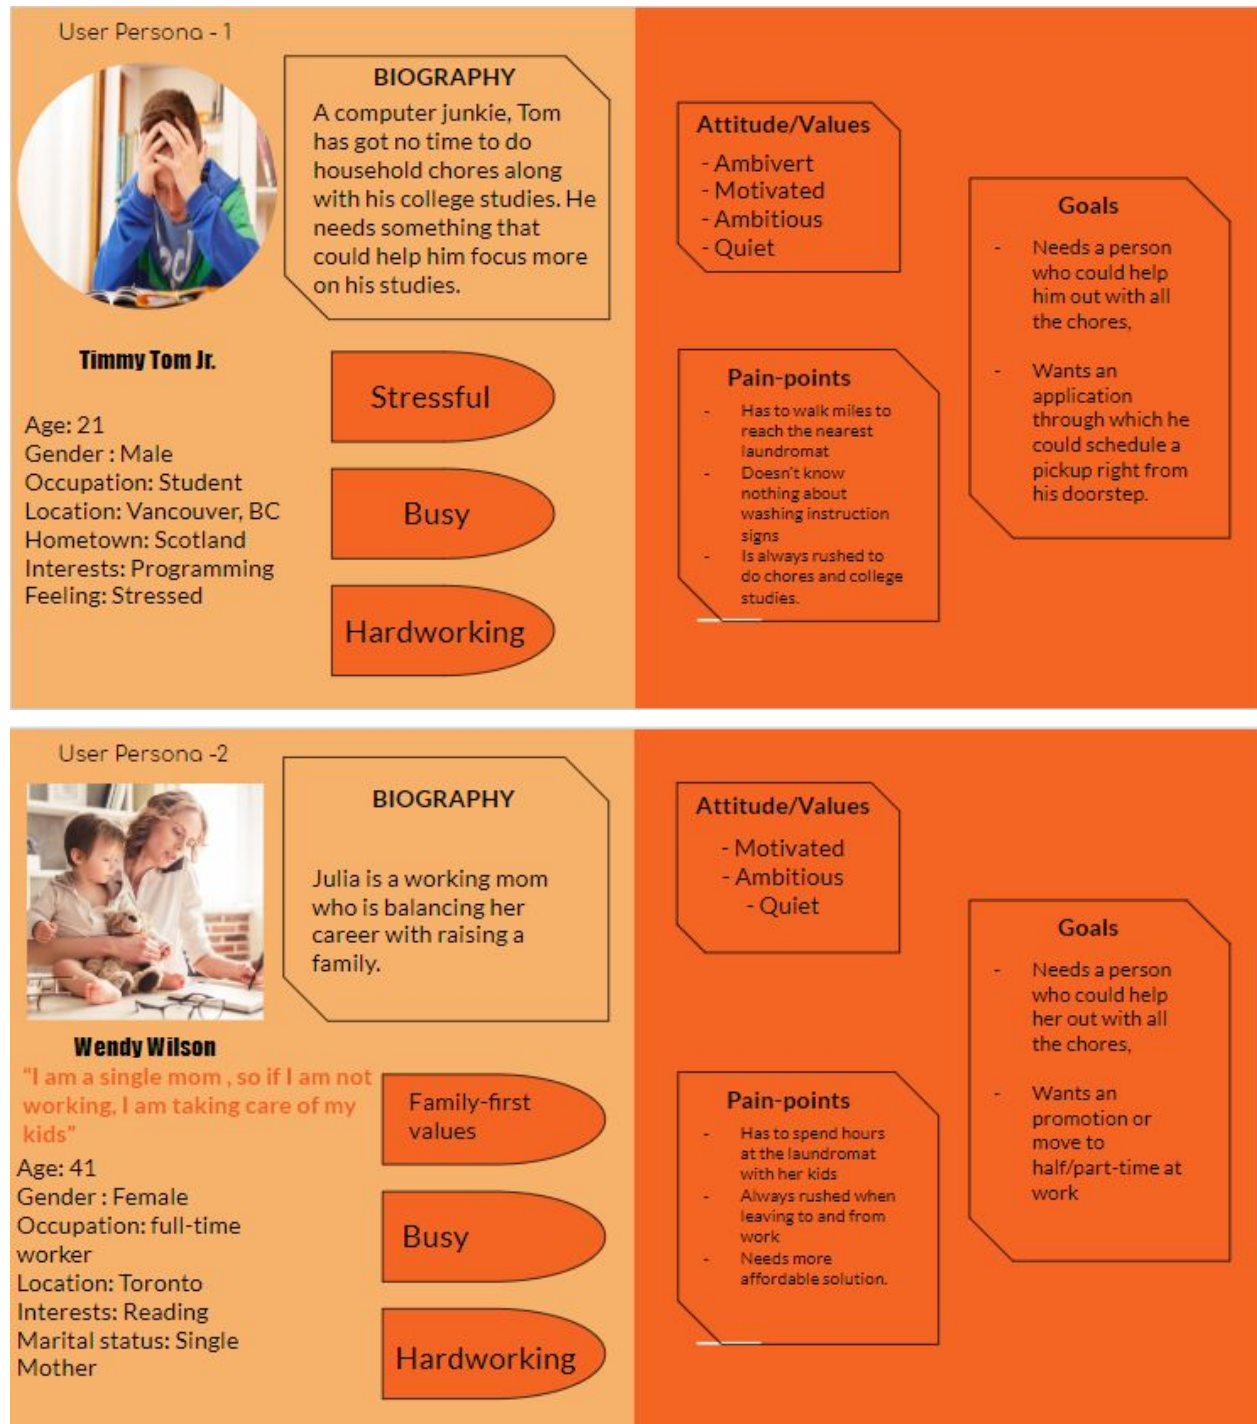 User Persona - 1
BIOGRAPHY
A computer junkie, Tom
has got no time to do
household chores along
with his college studies. He
needs something that
could help him focus more
on his studies.
Timmy Tom Jr.
Age: 21
Gender : Male
Occupation: Student
Location: Vancouver, BC
Hometown: Scotland
Interests: Programming
Feeling: Stressed
Stressful
Busy
Hardworking
Attitude/Values
- Ambivert
- Motivated
- Ambitious
- Quiet
Pain-points
- Has to walk miles to
reach the nearest
laundromat
- Doesn't know
nothing about
washing instruction
signs
- Is always rushed to
do chores and college
studies.
Goals
- Needs a person
who could help
him out with all
the chores,
- Wants an
application
through which he
could schedule a
pickup right from
his doorstep.
User Persona -2
BIOGRAPHY
Julia is a working mom
who is balancing her
career with raising a
family.
Wendy Wilson
"I am a single mom , so if I am not
working, I am taking care of my
kids"
Age: 41
Gender : Female
Occupation: full-time
worker
Location: Toronto
Interests: Reading
Marital status: Single
Mother
Family-first
values
Busy
Hardworking
Attitude/Values
- Motivated
- Ambitious
- Quiet
Pain-points
- Has to spend hours
at the laundromat
with her kids
- Always rushed when
leaving to and from
work
- Needs more
affordable solution.
Goals
- Needs a person
who could help
her out with all
the chores,
- Wants an
promotion or
move to
half/part-time at
work